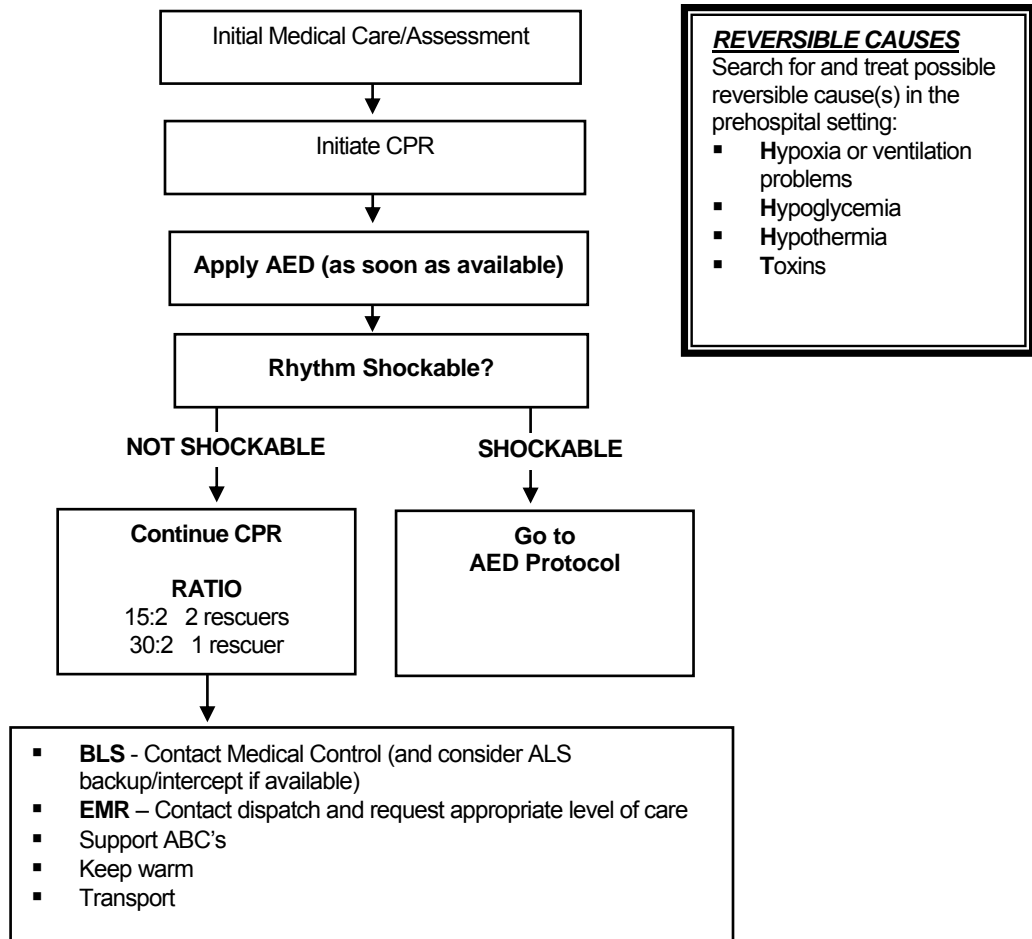 Initial Medical Care/Assessment
Initiate CPR
Apply AED (as soon as available)
Rhythm Shockable?
NOT SHOCKABLE
SHOCKABLE
Continue CPR
RATIO
15:2 2 rescuers
30:2 1 rescuer
Go to
AED Protocol
▪ BLS - Contact Medical Control (and consider ALS
backup/intercept if available)
▪ EMR – Contact dispatch and request appropriate level of care
▪ Support ABC’s
▪ Keep warm
▪ Transport
REVERSIBLE CAUSES
Search for and treat possible
reversible cause(s) in the
prehospital setting:
▪ Hypoxia or ventilation
problems
▪ Hypoglycemia
▪ Hypothermia
▪ Toxins